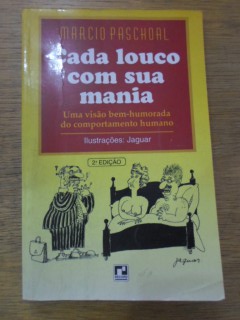 MARCIO PASCHOAL
Cada louco
com sua
mania
Uma visão bem-humorada
do comportamento humano
Ilustrações: Jaguar
2ª EDIÇÃO
jaguar